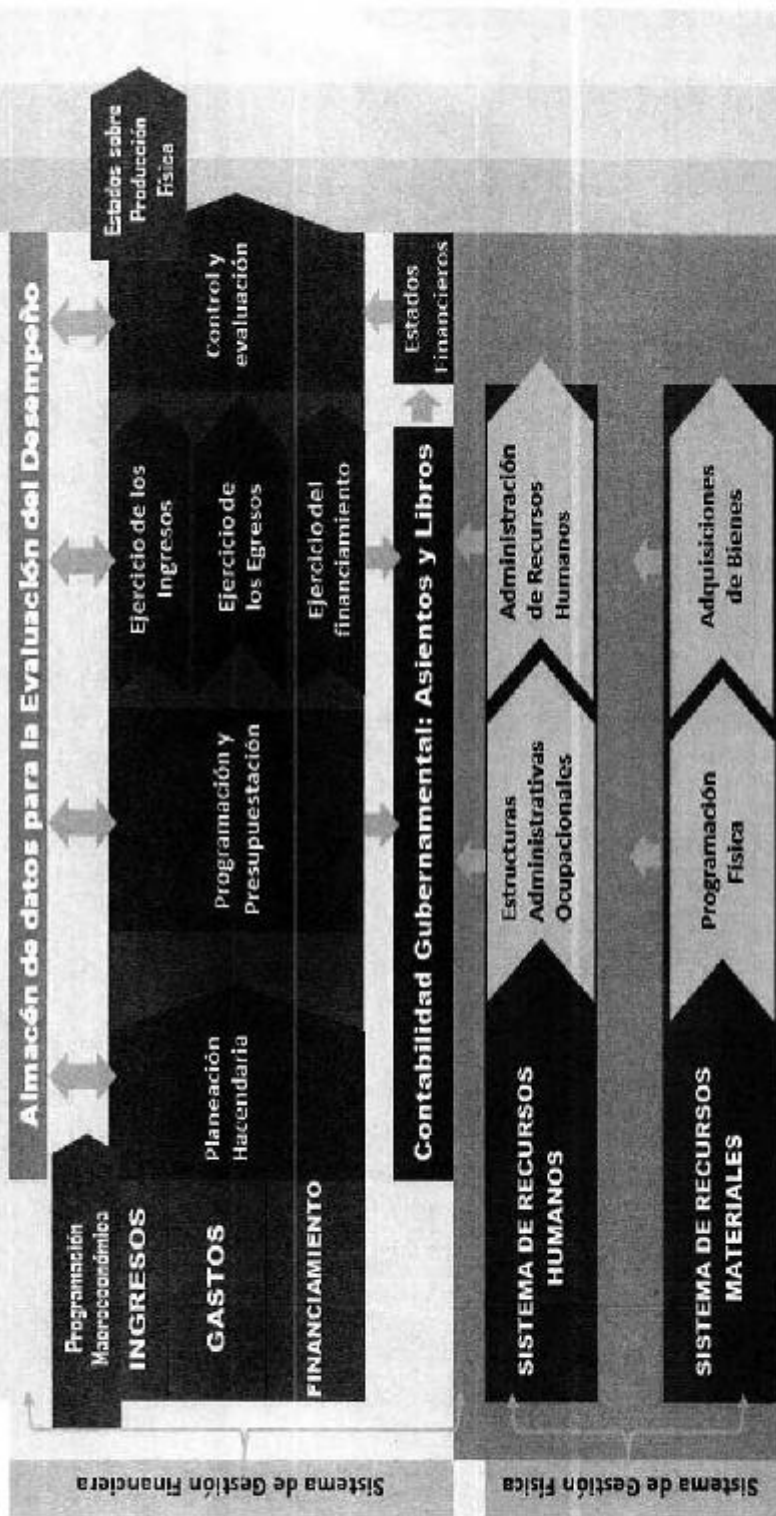 Almacén de datos para la Evaluación del Desempeño
Programación
Macroeconómica
Estados sobre
Producción
Física
INGRESOS
GASTOS
FINANCIAMIENTO
Planeación
Hacendaria
Programación y
Presupuestación
Ejercicio de los
Ingresos
Ejercicio de
los Egresos
Ejercicio del
financiamiento
Control y
evaluación
Contabilidad Gubernamental: Asientos y Libros
Estados
Financieros
Sistema de Gestión Financiera
SISTEMA DE RECURSOS
HUMANOS
Estructuras
Administrativas
Ocupacionales
Administración
de Recursos
Humanos
SISTEMA DE RECURSOS
MATERIALES
Programación
Física
Adquisiciones
de Bienes
Sistema de Gestión Física